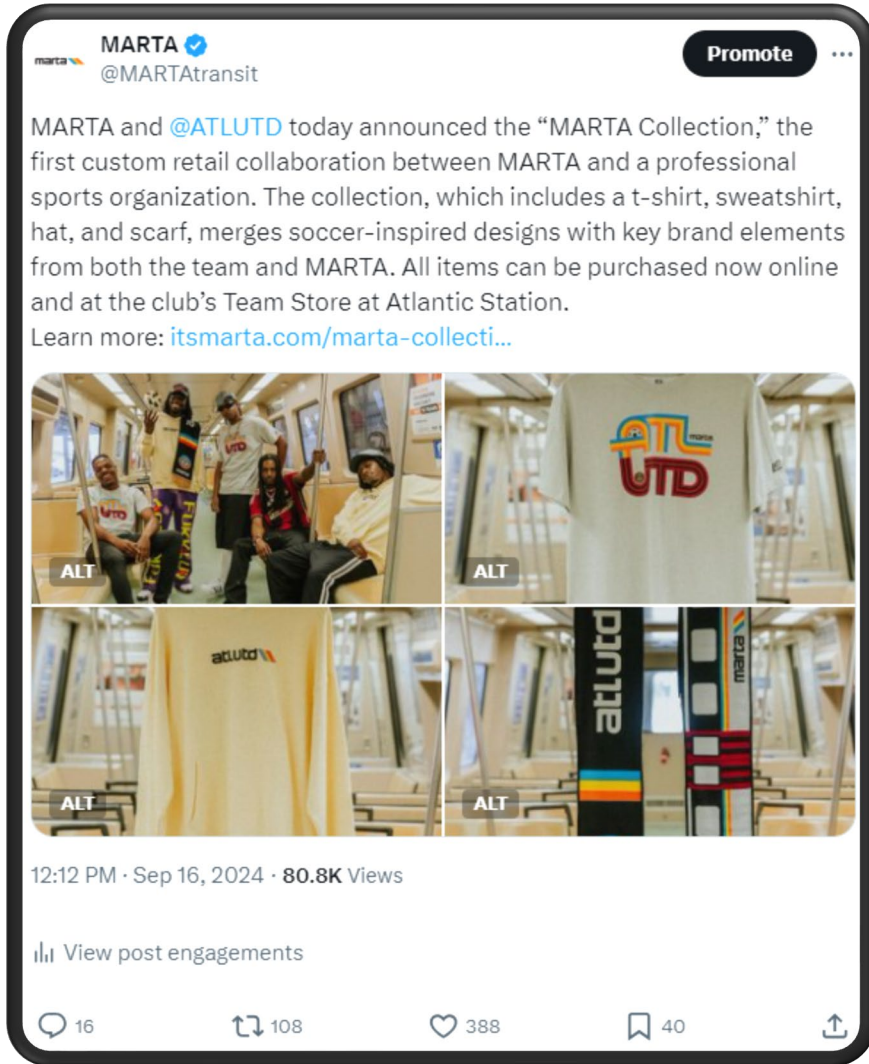 marta
MARTA
@MARTAtransit
Promote
MARTA and @ATLUTD today announced the “MARTA Collection,” the
first custom retail collaboration between MARTA and a professional
sports organization. The collection, which includes a t-shirt, sweatshirt,
hat, and scarf, merges soccer-inspired designs with key brand elements
from both the team and MARTA. All items can be purchased now online
and at the club’s Team Store at Atlantic Station.
Learn more: itsmarta.com/marta-collecti...
UTD
UTD
ALT
ATL marta
UTD
ALT
atlutd
ALT
atlutd
marta
ALT
12:12 PM · Sep 16, 2024 · 80.8K Views
View post engagements
16 108 388 40